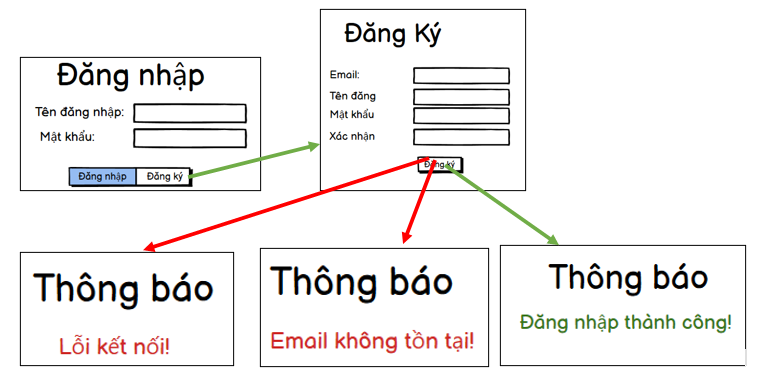 Đăng nhập
Tên đăng nhập:
Mật khẩu:
Đăng nhập
Đăng ký
Đăng Ký
Email:
Tên đăng
Mật khẩu
Xác nhận
Đăng ký
Thông báo
Lỗi kết nối!
Thông báo
Email không tồn tại!
Thông báo
Đăng nhập thành công!